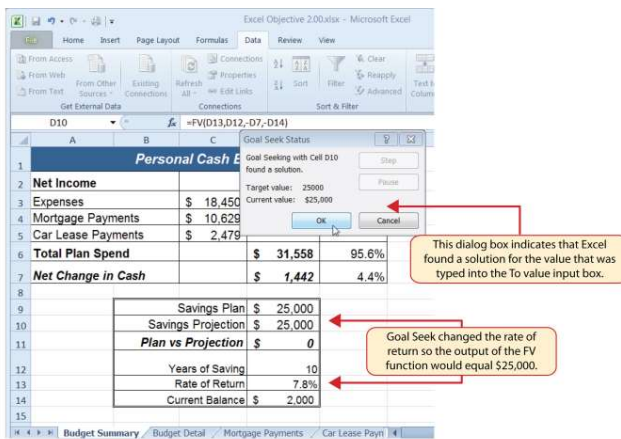 Excel Objective 2.00.xlsx - Microsoft Excel
Home Insert Page Layout Formulas Data Review View
From Access
From Web
From Text
From Other Sources
Existing Connections
Refresh All
Connections
Properties
Edit Links
Sort
Filter
Clear
Reapply
Advanced
Get External Data Connections Sort & Filter
D10 fx =FV(D13,D12,-D7,-D14)
A B C
Goal Seek Status
Goal Seeking with Cell D10
found a solution.
Target value: 25000
Current value: $25,000
Step
Pause
OK Cancel
1 Personal Cash
2 Net Income
3 Expenses $ 18,450
4 Mortgage Payments $ 10,629
5 Car Lease Payments $ 2,479
6 Total Plan Spend $ 31,558 95.6%
7 Net Change in Cash $ 1,442 4.4%
8
9 Savings Plan $ 25,000
10 Savings Projection $ 25,000
11 Plan vs Projection $ 0
12 Years of Saving 10
13 Rate of Return 7.8%
14 Current Balance $ 2,000
15
Budget Summary Budget Detail Mortgage Payments Car Lease Payn
This dialog box indicates that Excel
found a solution for the value that was
typed into the To value input box.
Goal Seek changed the rate of
return so the output of the FV
function would equal $25,000.